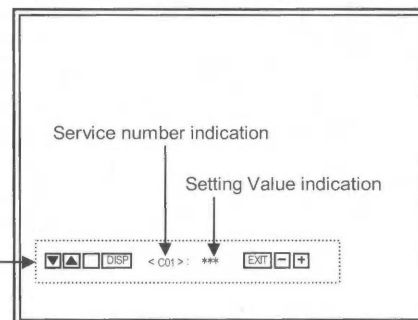 Service number indication
Setting Value indication
▼ ▲ DISP < C01 > : *** EXIT - +